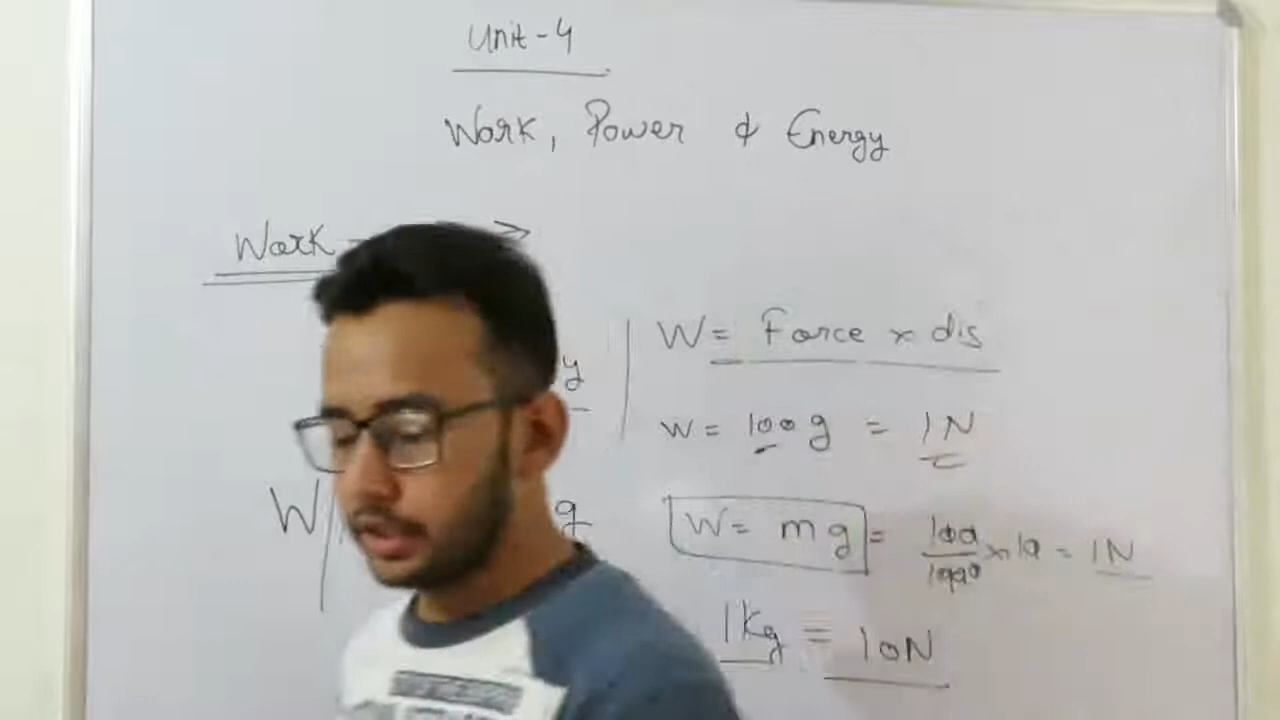 Unit - 4
Work, Power & Energy
Work
W = Force × dis
y
W = 100 g = 1N
W
g
W = mg = 100/1000 × 10 = 1N
1Kg = 10N